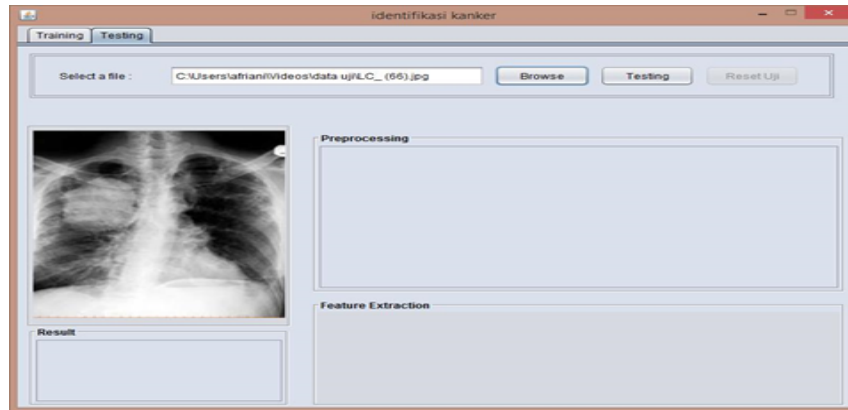 identifikasi kanker
Training Testing
Select a file : C:\Users\afriani\Videos\data uji\LC_ (66).jpg Browse Testing Reset Uji
Preprocessing
Feature Extraction
Result